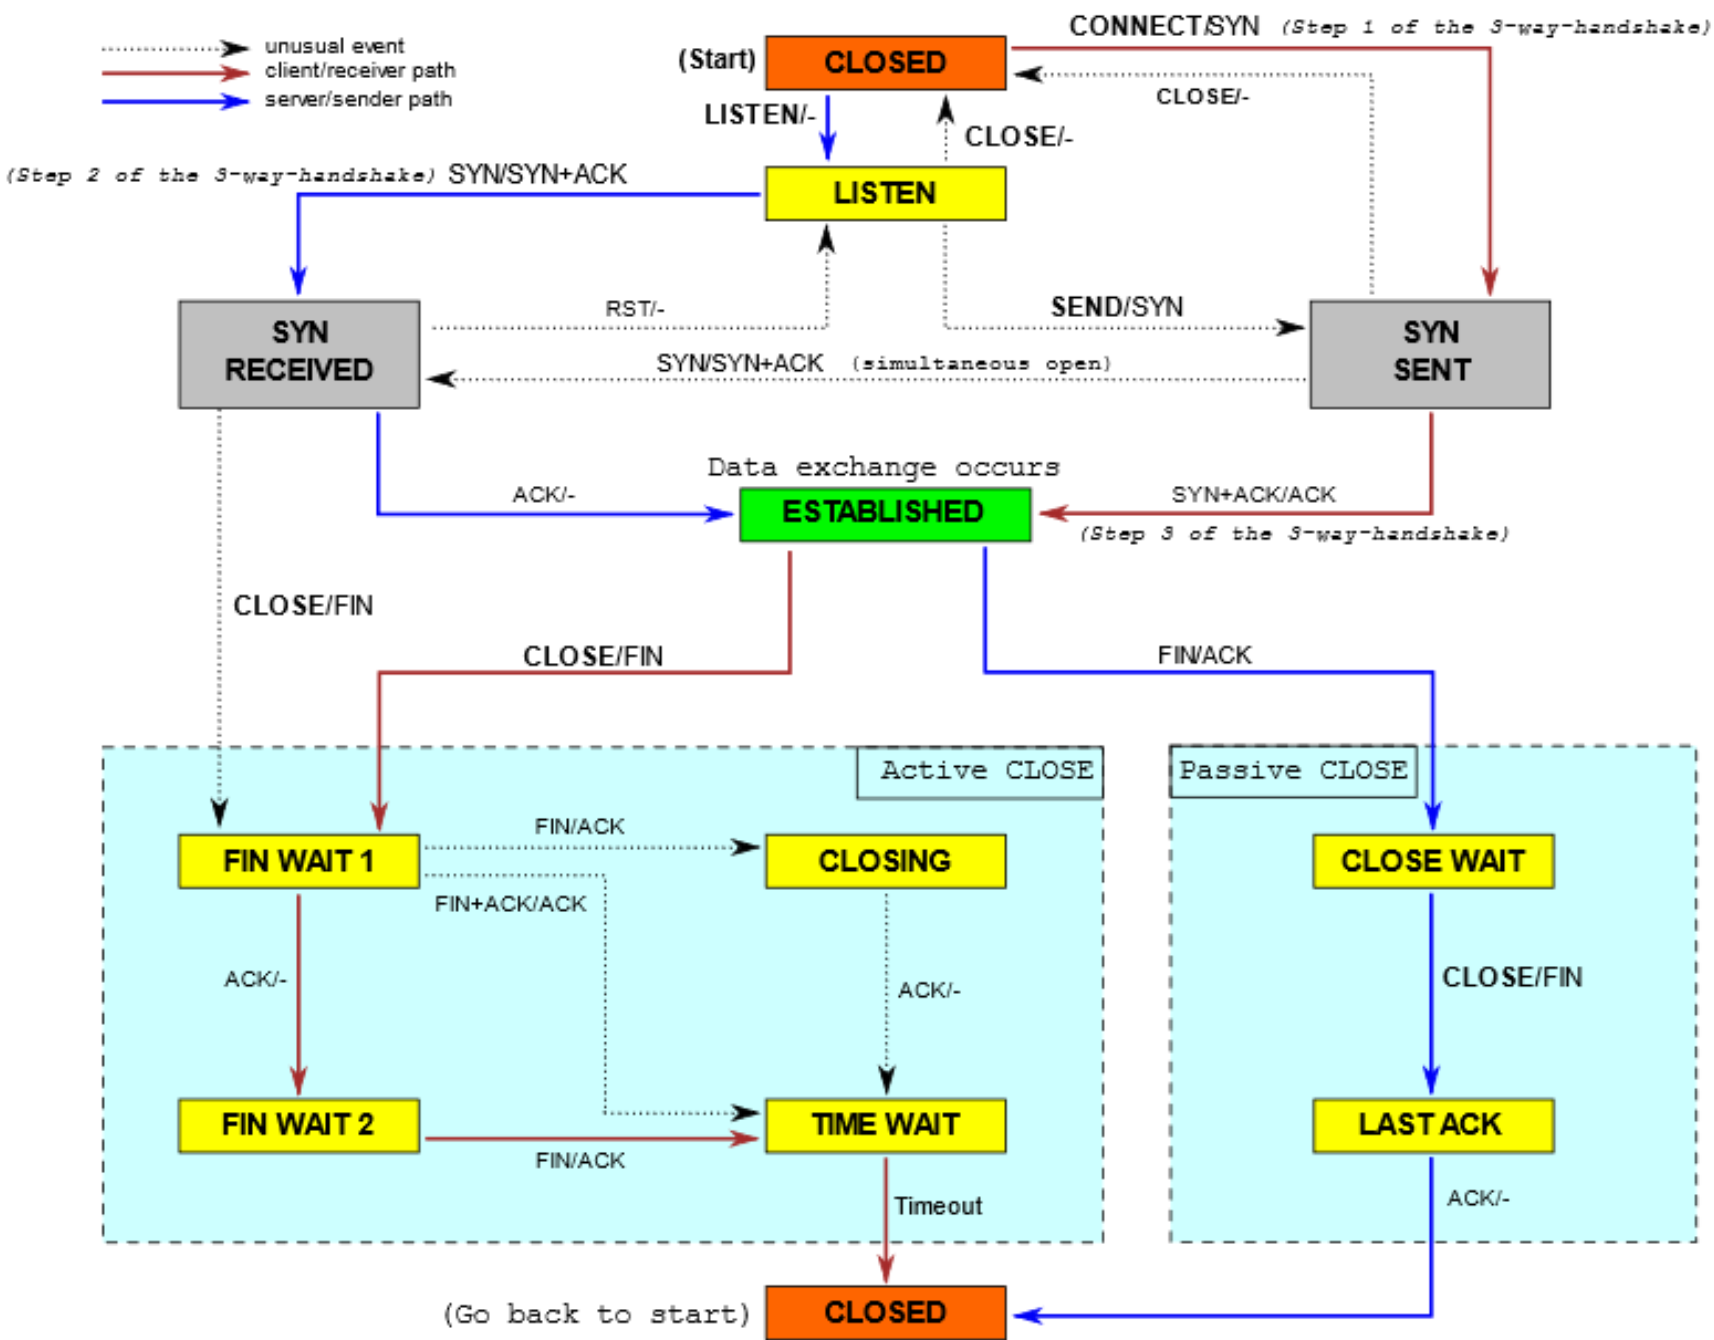 unusual event
client/receiver path
server/sender path
CONNECT/SYN (Step 1 of the 3-way-handshake)
(Start)
CLOSED
CLOSE/-
LISTEN/-
CLOSE/-
(Step 2 of the 3-way-handshake) SYN/SYN+ACK
LISTEN
RST/-
SEND/SYN
SYN
RECEIVED
SYN
SENT
SYN/SYN+ACK (simultaneous open)
Data exchange occurs
ACK/-
ESTABLISHED
SYN+ACK/ACK
(Step 3 of the 3-way-handshake)
CLOSE/FIN
CLOSE/FIN
FIN/ACK
Active CLOSE
Passive CLOSE
FIN/ACK
FIN WAIT 1
CLOSING
CLOSE WAIT
FIN+ACK/ACK
ACK/-
ACK/-
CLOSE/FIN
FIN WAIT 2
TIME WAIT
LAST ACK
FIN/ACK
Timeout
ACK/-
(Go back to start)
CLOSED